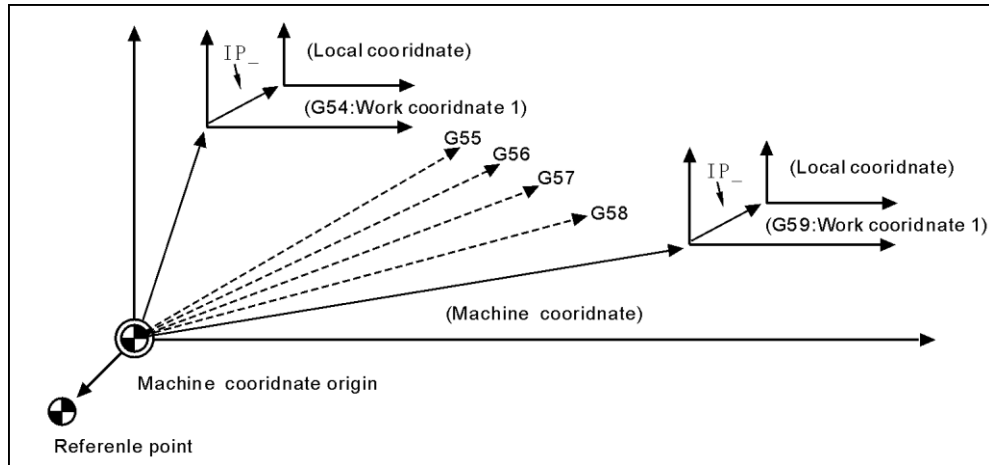 IP_
(Local cooridnate)
(G54:Work cooridnate 1)
G55
G56
G57
G58
IP_
(Local cooridnate)
(G59:Work cooridnate 1)
(Machine cooridnate)
Machine cooridnate origin
Referenle point